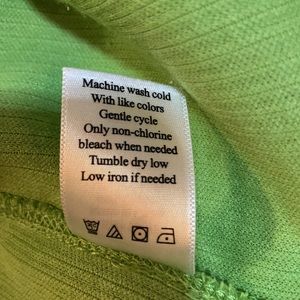 Machine wash cold
With like colors
Gentle cycle
Only non-chlorine
bleach when needed
Tumble dry low
Low iron if needed